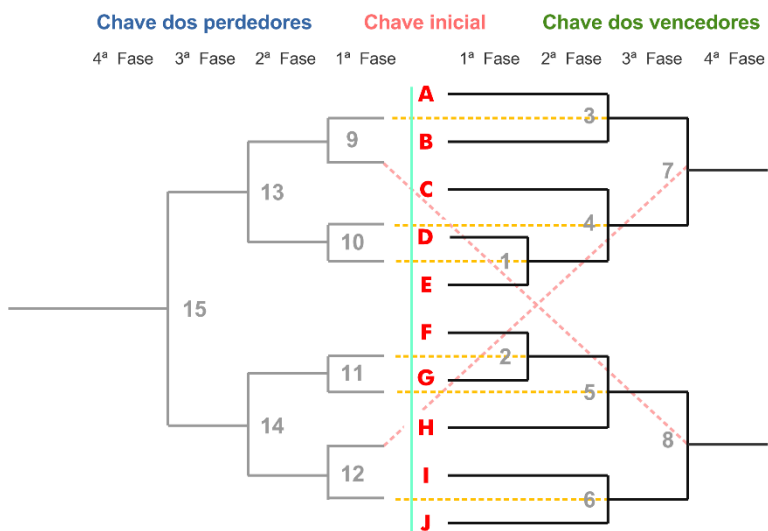 Chave dos perdedores Chave inicial Chave dos vencedores
4ª Fase 3ª Fase 2ª Fase 1ª Fase 1ª Fase 2ª Fase 3ª Fase 4ª Fase
A
3
9 B
7
13 C
4
10 D
1
E
15
F
2
11 G
5
14 H
8
12 I
6
J